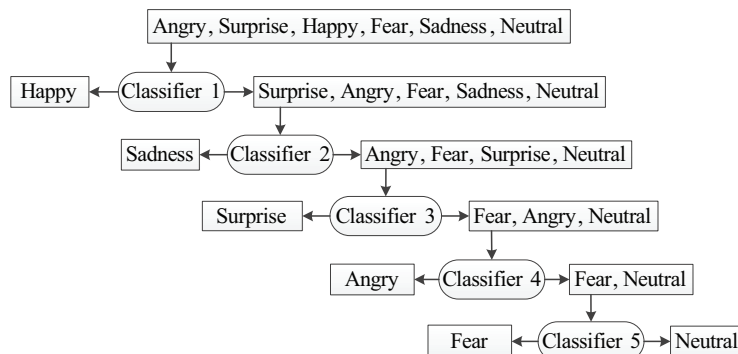 Angry, Surprise, Happy, Fear, Sadness, Neutral
Happy Classifier 1 Surprise, Angry, Fear, Sadness, Neutral
Sadness Classifier 2 Angry, Fear, Surprise, Neutral
Surprise Classifier 3 Fear, Angry, Neutral
Angry Classifier 4 Fear, Neutral
Fear Classifier 5 Neutral